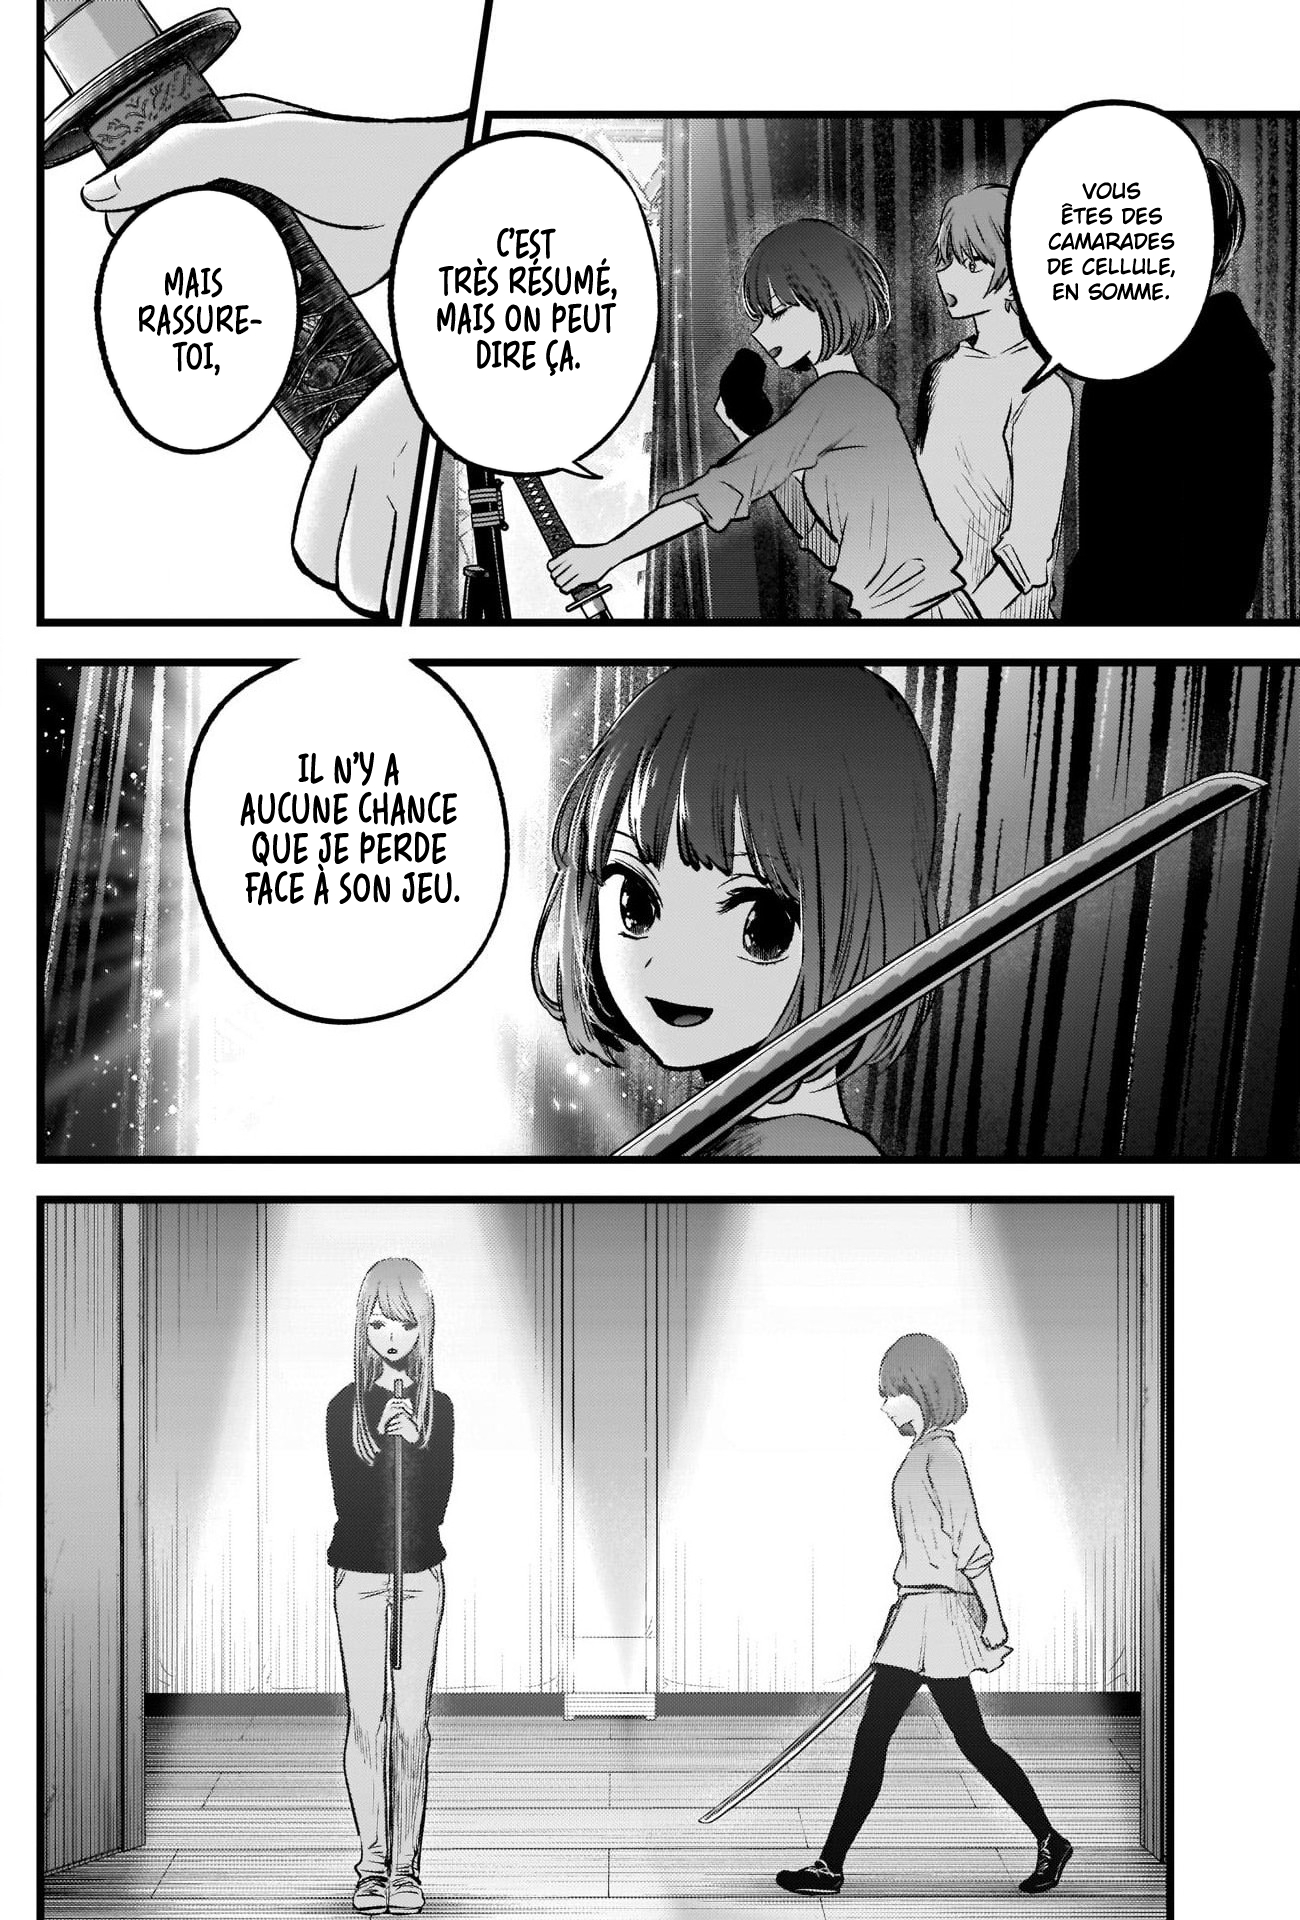 VOUS
ÊTES DES
CAMARADES
DE CELLULE,
EN SOMME.
C'EST
TRÈS RÉSUMÉ,
MAIS ON PEUT
DIRE ÇA.
MAIS
RASSURE-
TOI,
IL N'Y A
AUCUNE CHANCE
QUE JE PERDE
FACE À SON JEU.